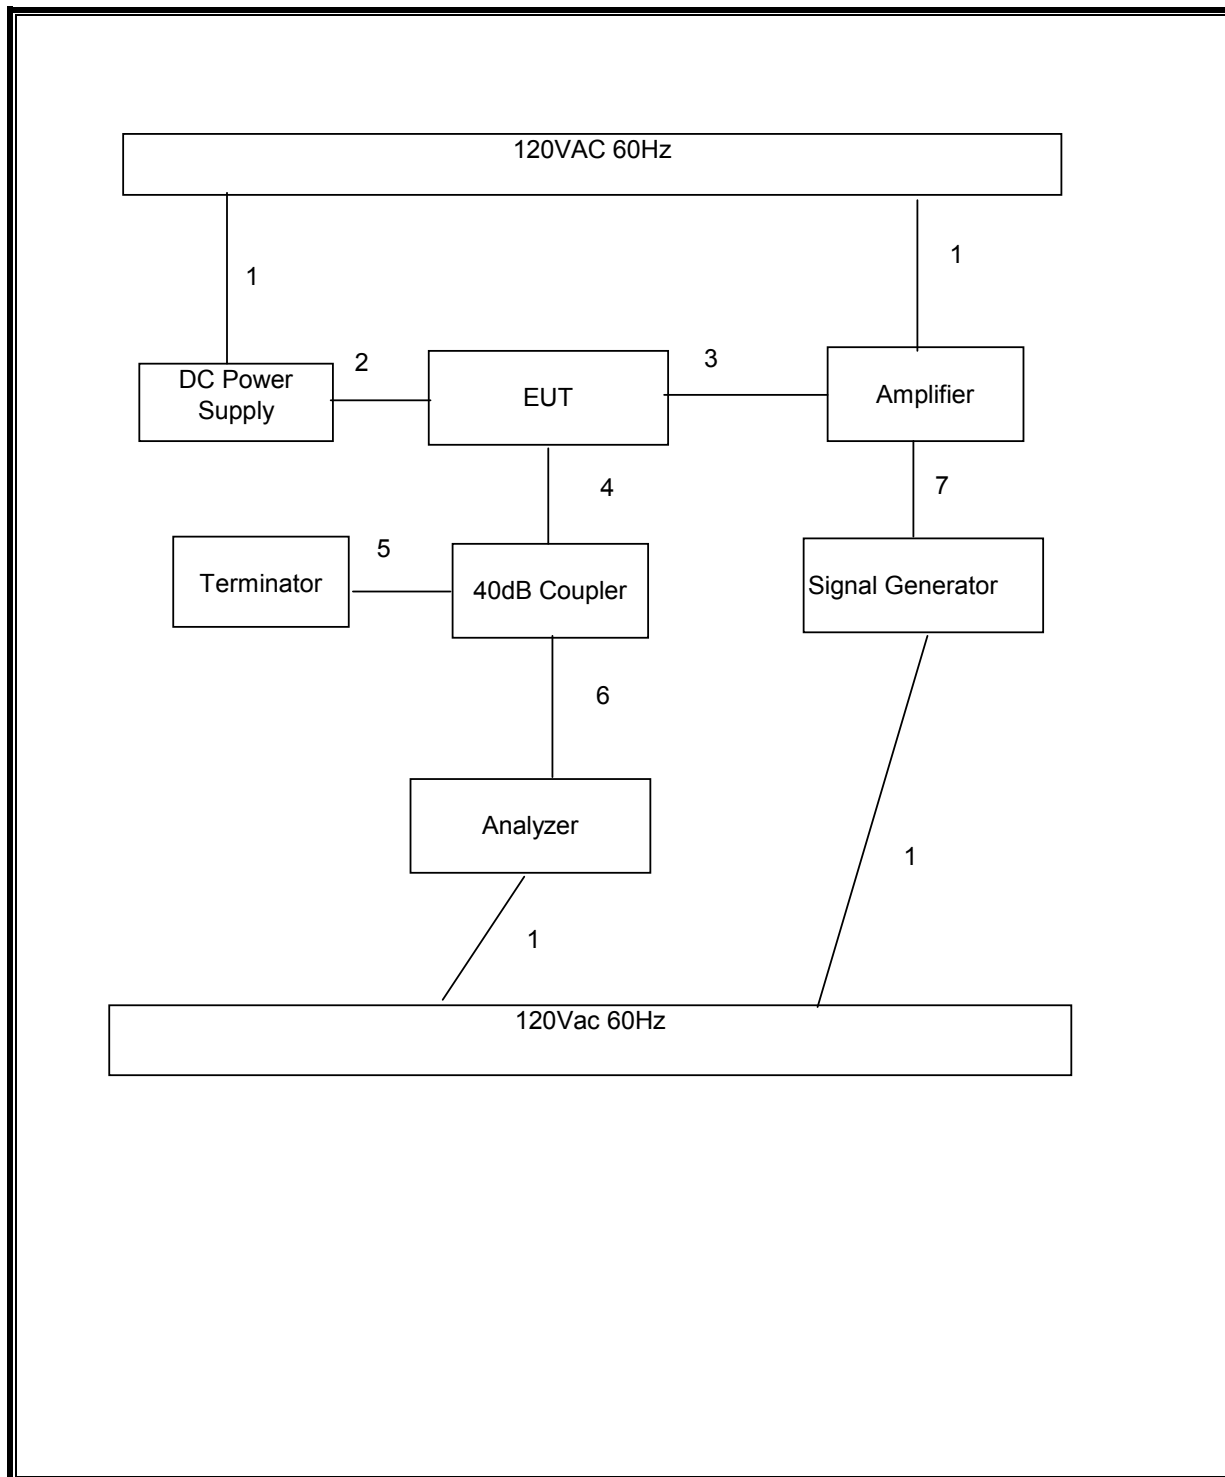 120VAC 60Hz
1
1
2
3
DC Power
Supply
EUT
Amplifier
4
7
5
Terminator
40dB Coupler
Signal Generator
6
Analyzer
1
1
120Vac 60Hz